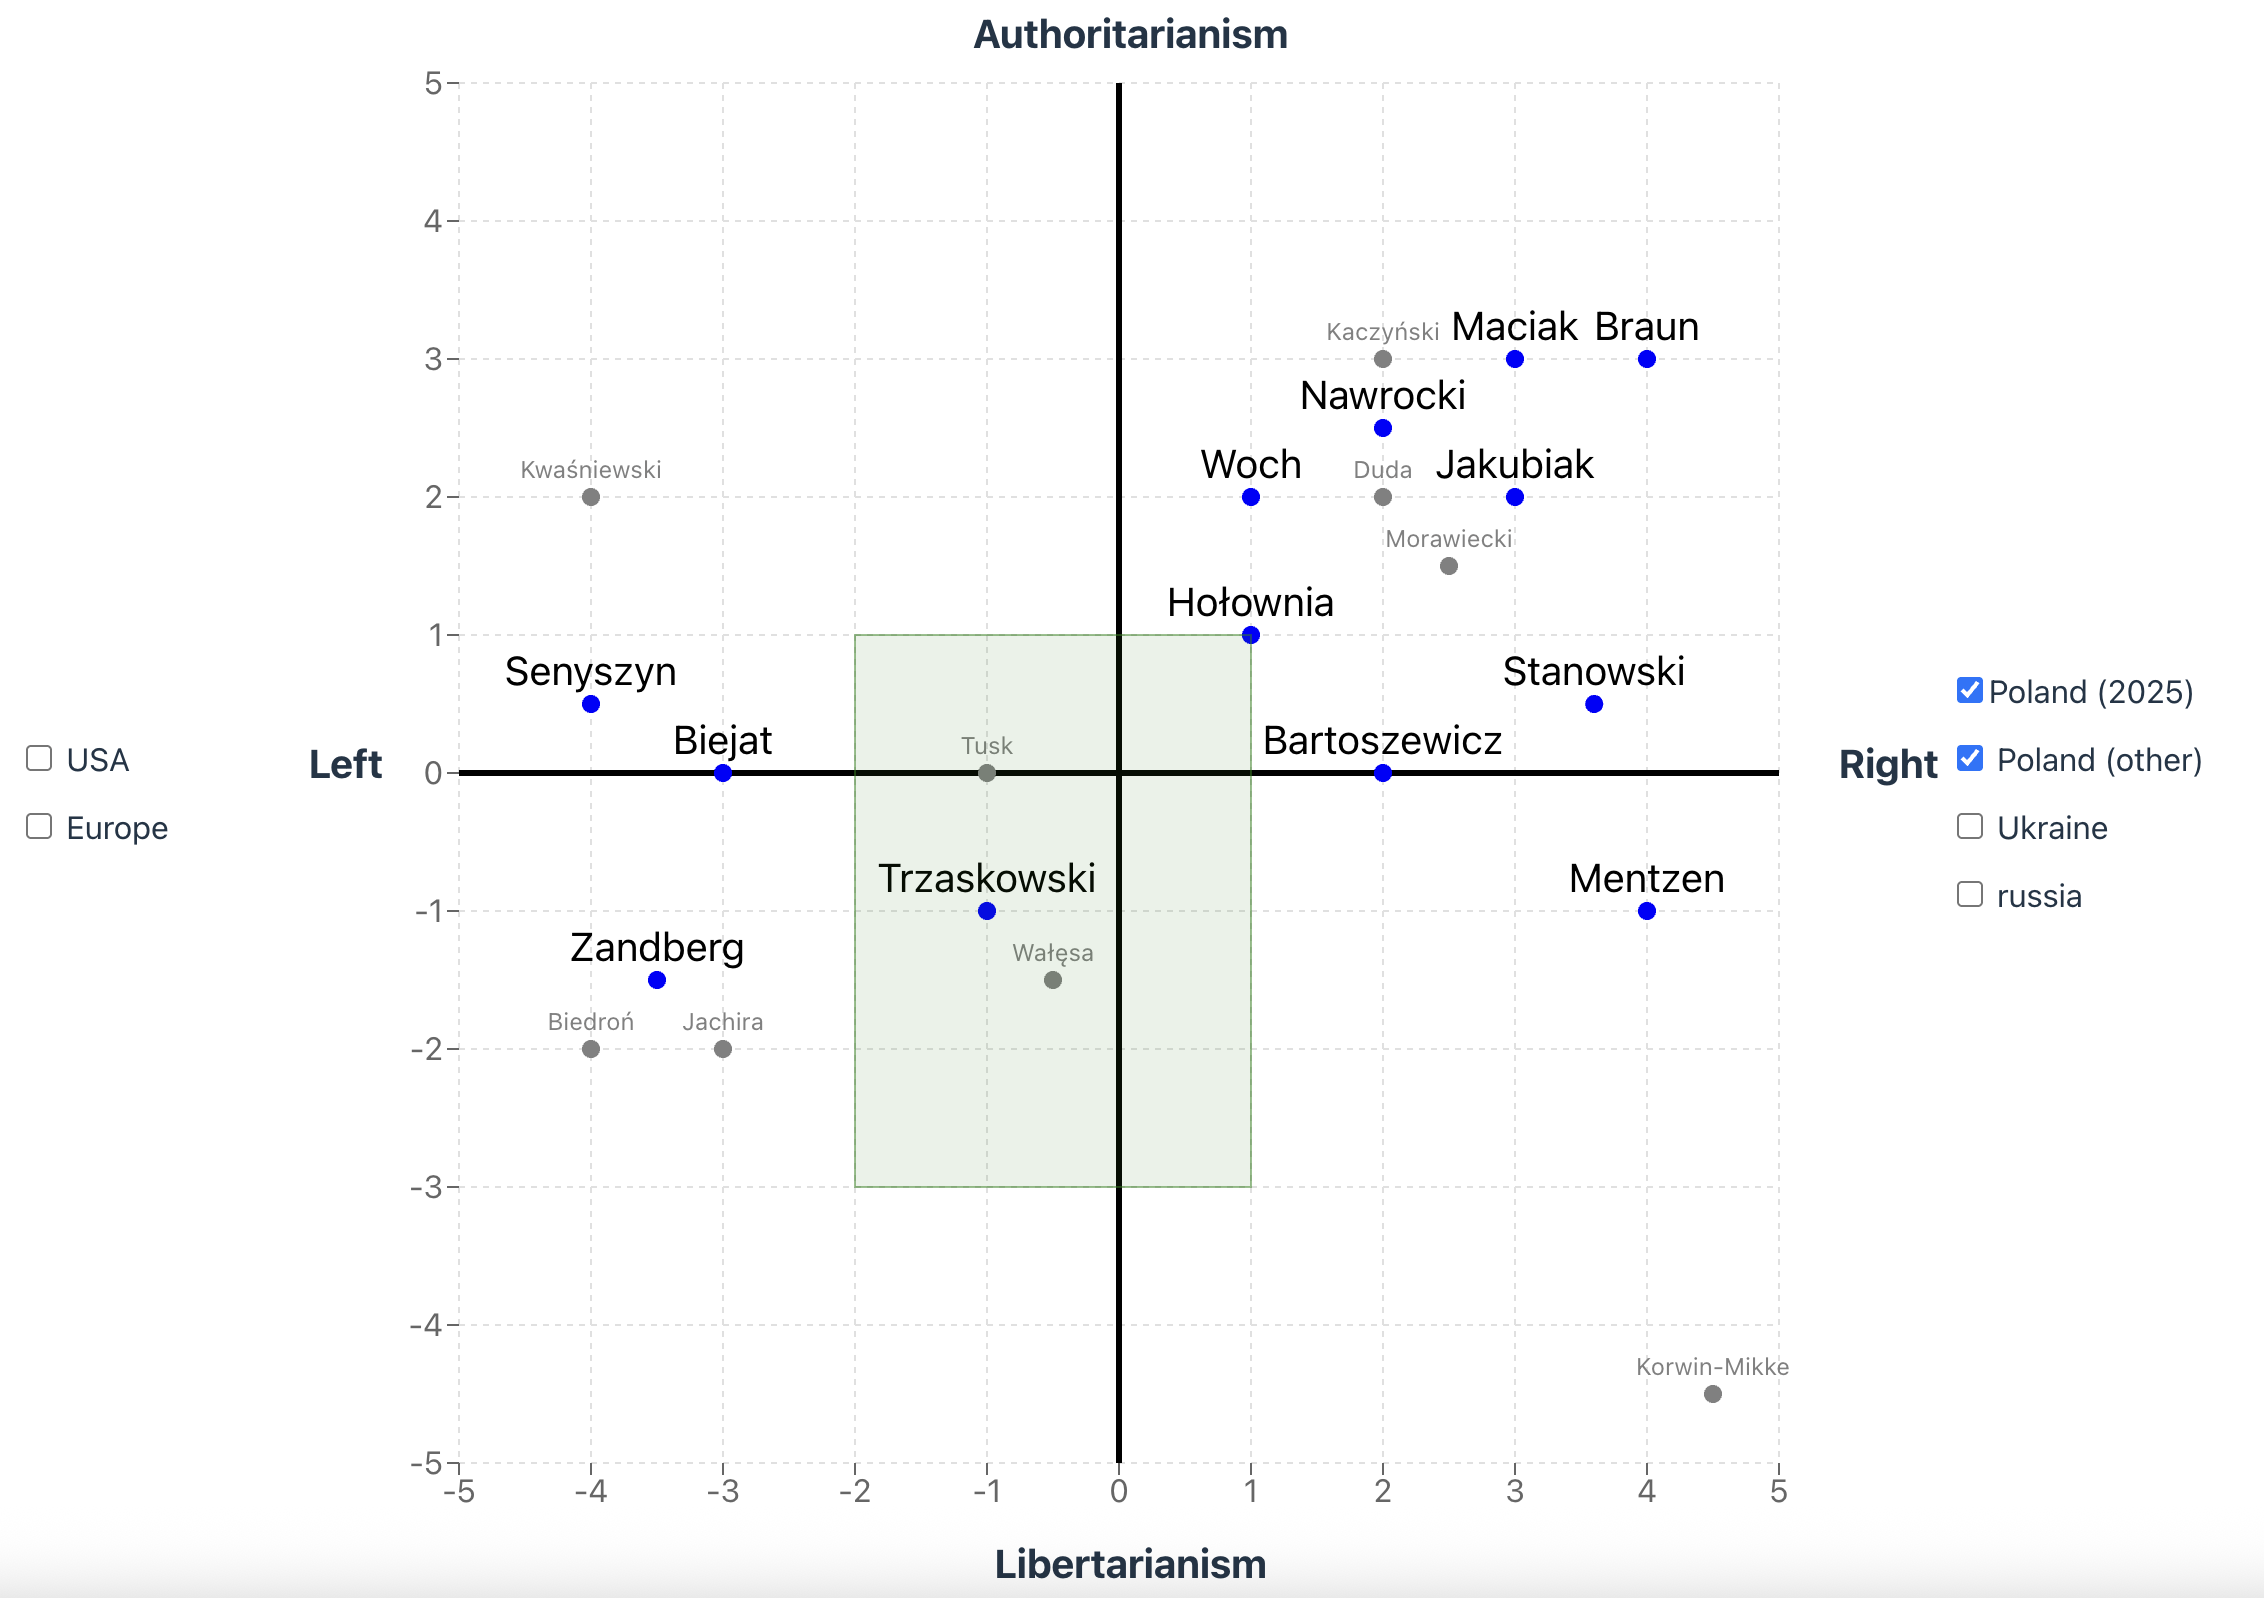 Authoritarianism
5
4
Kaczyński Maciak Braun
3
Nawrocki
Kwaśniewski Woch Duda Jakubiak
2
Morawiecki
Hołownia
1
Senyszyn Stanowski
Poland (2025)
Biejat Tusk Bartoszewicz
USA Left 0 Right Poland (other)
Europe Ukraine
Trzaskowski Mentzen
russia
-1
Zandberg Wałęsa
Biedroń Jachira
-2
-3
-4
Korwin-Mikke
-5
-5 -4 -3 -2 -1 0 1 2 3 4 5
Libertarianism